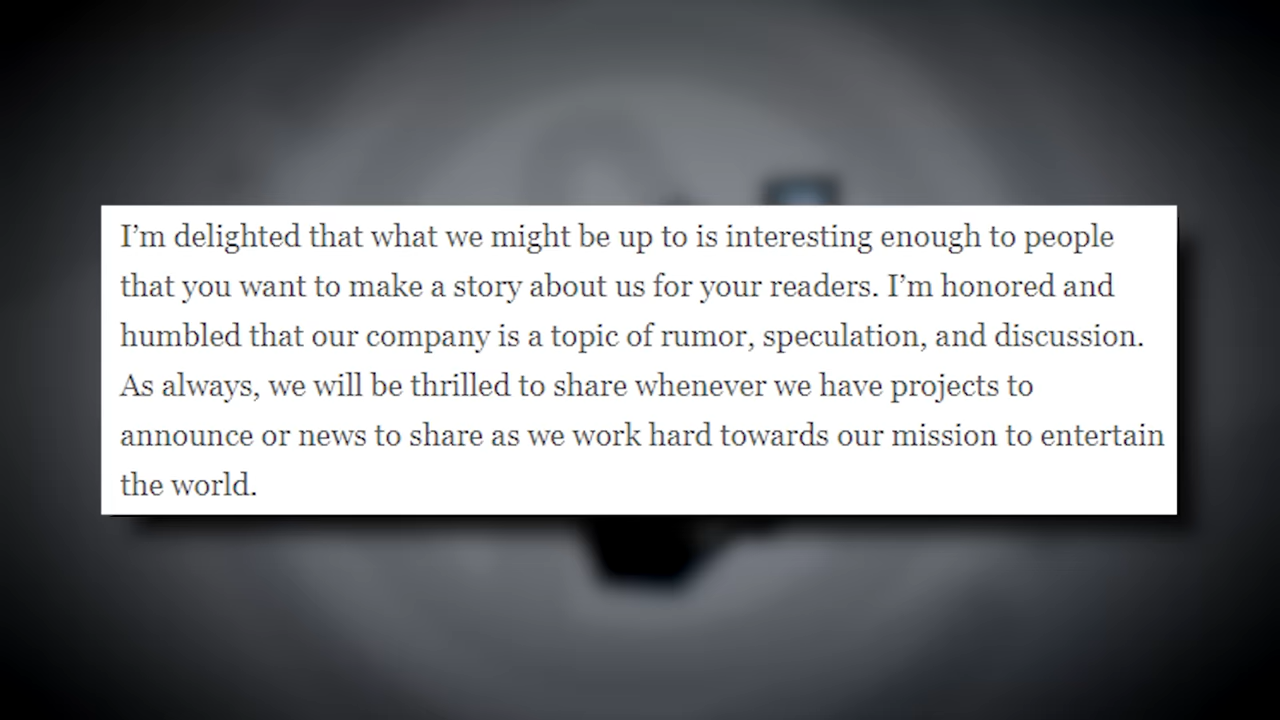 I’m delighted that what we might be up to is interesting enough to people
that you want to make a story about us for your readers. I’m honored and
humbled that our company is a topic of rumor, speculation, and discussion.
As always, we will be thrilled to share whenever we have projects to
announce or news to share as we work hard towards our mission to entertain
the world.